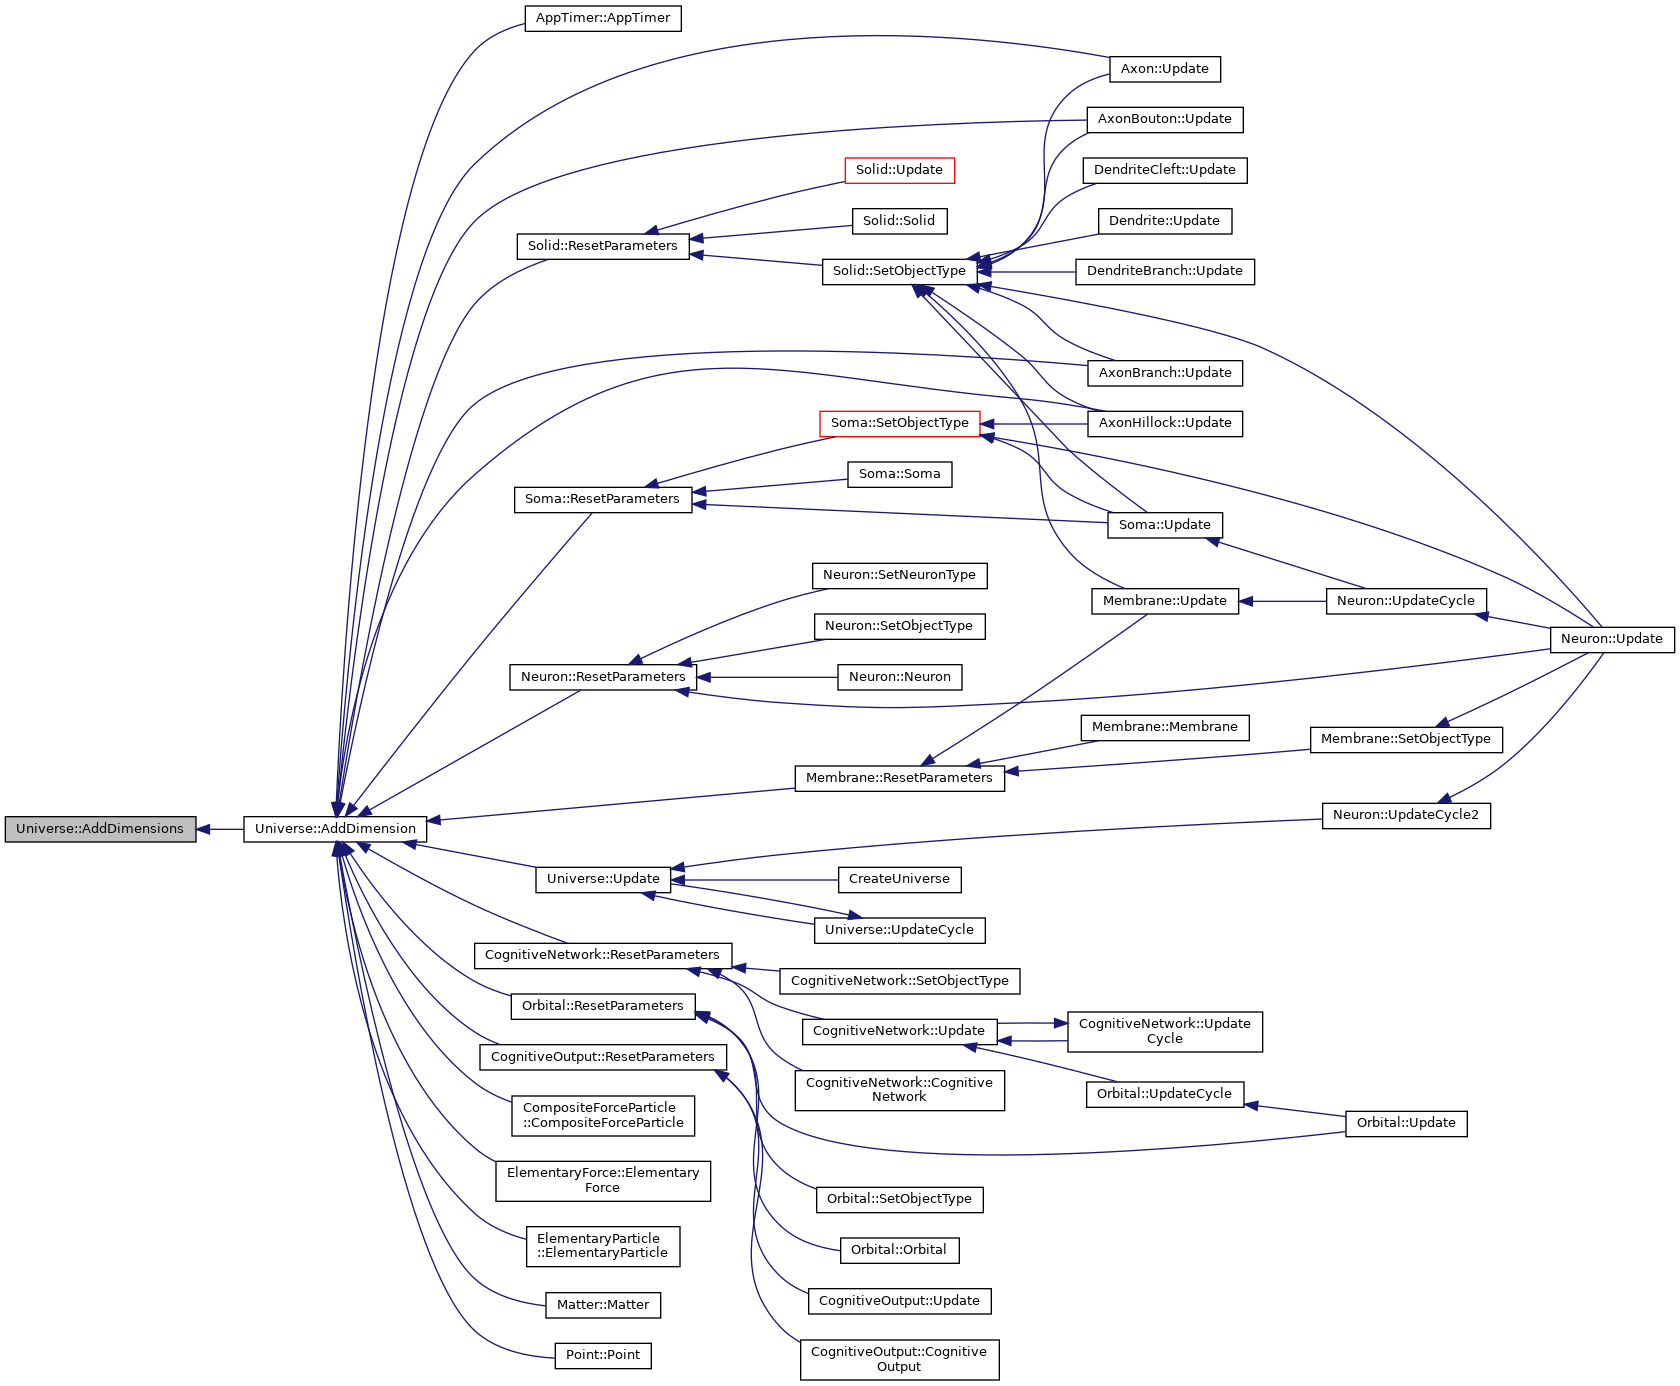 AppTimer::AppTimer
Axon::Update
AxonBouton::Update
Solid::Update
DendriteCleft::Update
Solid::Solid
Dendrite::Update
Solid::ResetParameters
Solid::SetObjectType
DendriteBranch::Update
AxonBranch::Update
Soma::SetObjectType
AxonHillock::Update
Soma::Soma
Soma::ResetParameters
Soma::Update
Neuron::SetNeuronType
Membrane::Update
Neuron::UpdateCycle
Neuron::SetObjectType
Neuron::Update
Neuron::ResetParameters
Neuron::Neuron
Membrane::Membrane
Membrane::SetObjectType
Membrane::ResetParameters
Neuron::UpdateCycle2
Universe::AddDimensions
Universe::AddDimension
Universe::Update
CreateUniverse
Universe::UpdateCycle
CognitiveNetwork::ResetParameters
CognitiveNetwork::SetObjectType
Orbital::ResetParameters
CognitiveNetwork::Update
CognitiveNetwork::Update
Cycle
CognitiveOutput::ResetParameters
CognitiveNetwork::Cognitive
Network
Orbital::UpdateCycle
CompositeForceParticle
::CompositeForceParticle
Orbital::Update
ElementaryForce::Elementary
Force
Orbital::SetObjectType
ElementaryParticle
::ElementaryParticle
Orbital::Orbital
Matter::Matter
CognitiveOutput::Update
Point::Point
CognitiveOutput::Cognitive
Output